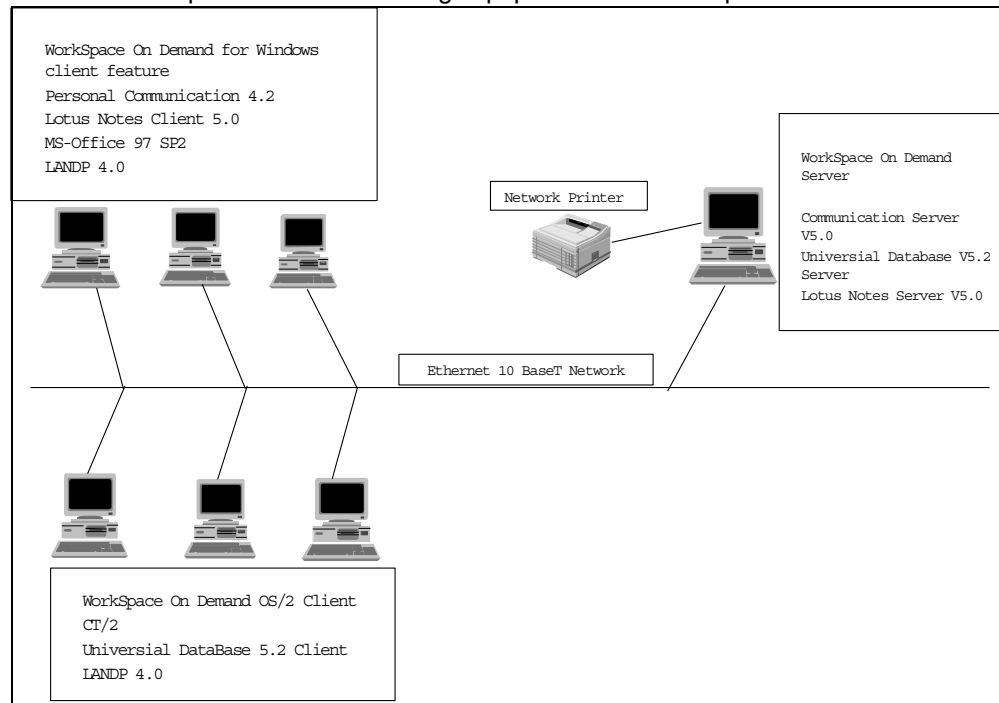 WorkSpace On Demand for Windows
client feature
Personal Communication 4.2
Lotus Notes Client 5.0
MS-Office 97 SP2
LANDP 4.0
Network Printer
WorkSpace On Demand
Server
Communication Server
V5.0
Universial Database V5.2
Server
Lotus Notes Server V5.0
Ethernet 10 BaseT Network
WorkSpace On Demand OS/2 Client
CT/2
Universial DataBase 5.2 Client
LANDP 4.0